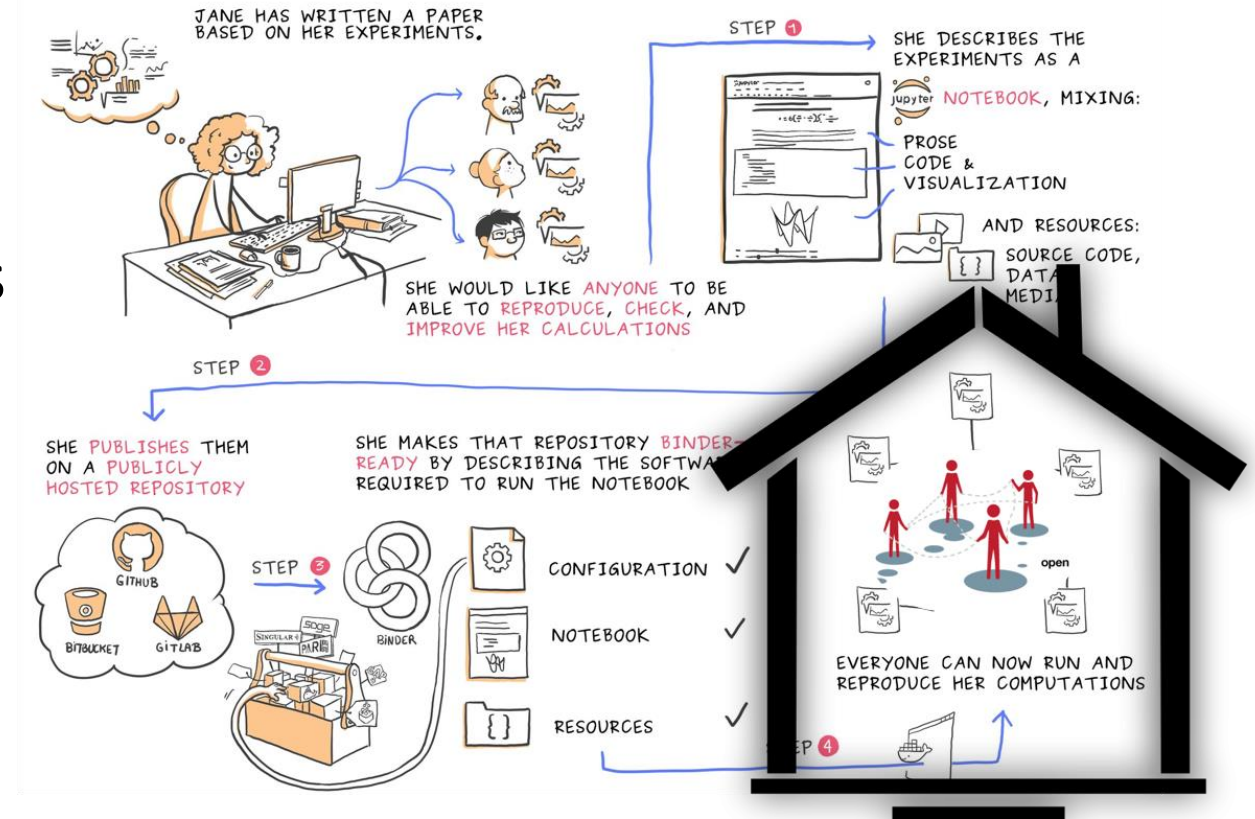 JANE HAS WRITTEN A PAPER
BASED ON HER EXPERIMENTS.
SHE WOULD LIKE ANYONE TO BE
ABLE TO REPRODUCE, CHECK, AND
IMPROVE HER CALCULATIONS
STEP 1
SHE DESCRIBES THE
EXPERIMENTS AS A
jupyter NOTEBOOK, MIXING:
PROSE
CODE &
VISUALIZATION
AND RESOURCES:
{ }
SOURCE CODE,
DATA
STEP 2
SHE PUBLISHES THEM
ON A PUBLICLY
HOSTED REPOSITORY
GITHUB
BITBUCKET
GITLAB
STEP 3
SHE MAKES THAT REPOSITORY BINDER-
READY BY DESCRIBING THE
REQUIRED TO RUN THE NOTEBOOK
BINDER
SINGULAR
sage
PARI
CONFIGURATION
NOTEBOOK
{ }
RESOURCES
4
open
EVERYONE CAN NOW RUN AND
REPRODUCE HER COMPUTATIONS